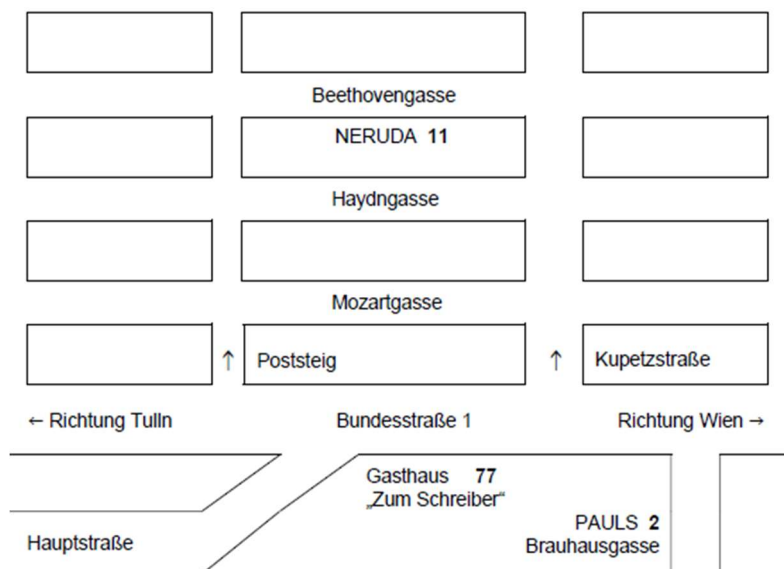 Beethovengasse
NERUDA 11
Haydngasse
Mozartgasse
↑ Poststeig ↑ Kupetzstraße
← Richtung Tulln Bundesstraße 1 Richtung Wien →
Gasthaus 77
„Zum Schreiber“
PAULS 2
Hauptstraße Brauhausgasse